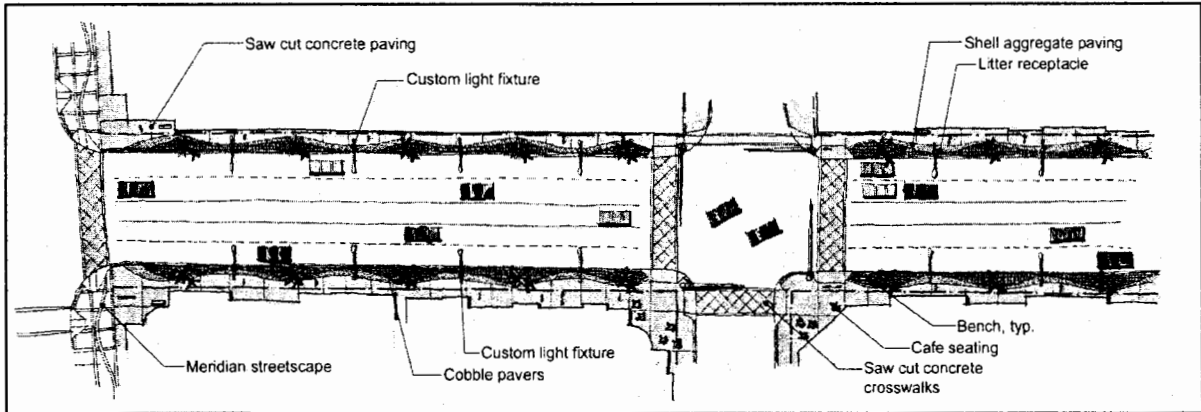 Saw cut concrete paving
Custom light fixture
Shell aggregate paving
Litter receptacle
Meridian streetscape
Custom light fixture
Cobble pavers
Bench, typ.
Cafe seating
Saw cut concrete
crosswalks